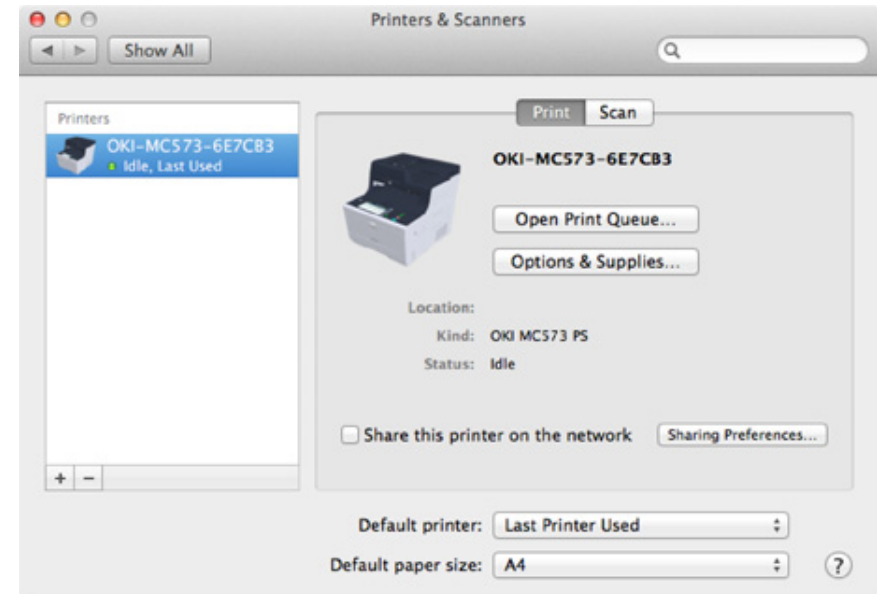 Printers & Scanners
Show All
Printers
OKI-MC573-6E7CB3
Idle, Last Used
Print Scan
OKI-MC573-6E7CB3
Open Print Queue...
Options & Supplies...
Location:
Kind: OKI MC573 PS
Status: Idle
Share this printer on the network Sharing Preferences...
+ −
Default printer: Last Printer Used
Default paper size: A4 ?